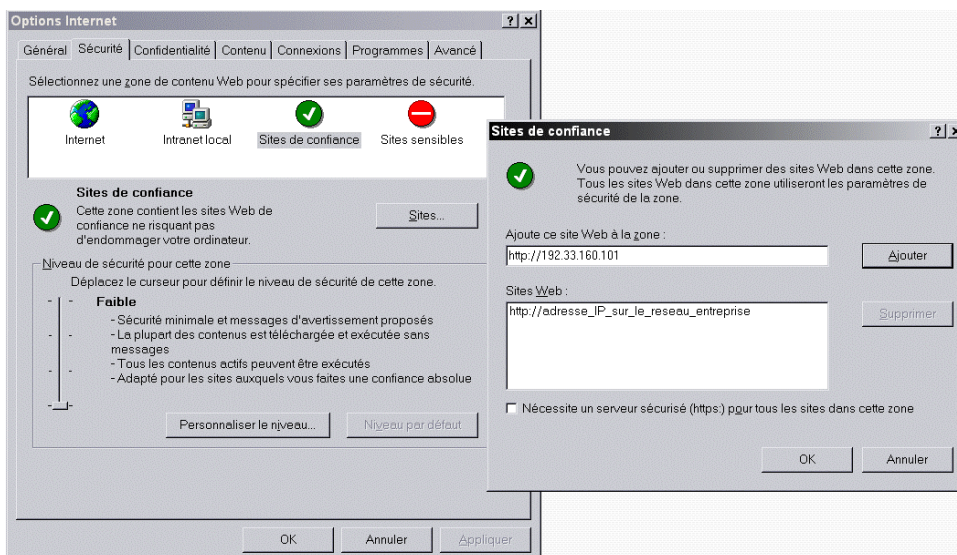 Options Internet
Général Sécurité Confidentialité Contenu Connexions Programmes Avancé
Sélectionnez une zone de contenu Web pour spécifier ses paramètres de sécurité.
Internet Intranet local Sites de confiance Sites sensibles
Sites de confiance
Cette zone contient les sites Web de
confiance ne risquant pas
d'endommager votre ordinateur.
Sites...
Niveau de sécurité pour cette zone
Déplacez le curseur pour définir le niveau de sécurité de cette zone.
Faible
- Sécurité minimale et messages d'avertissement proposés
- La plupart des contenus est téléchargée et exécutée sans
messages
- Tous les contenus actifs peuvent être exécutés
- Adapté pour les sites auxquels vous faites une confiance absolue
Personnaliser le niveau... Niveau par défaut
OK Annuler Appliquer
Sites de confiance
Vous pouvez ajouter ou supprimer des sites Web dans cette zone.
Tous les sites Web dans cette zone utiliseront les paramètres de
sécurité de la zone.
Ajoute ce site Web à la zone :
http://192.33.160.101 Ajouter
Sites Web :
http://adresse_IP_sur_le_reseau_entreprise Supprimer
Nécessite un serveur sécurisé (https:) pour tous les sites dans cette zone
OK Annuler